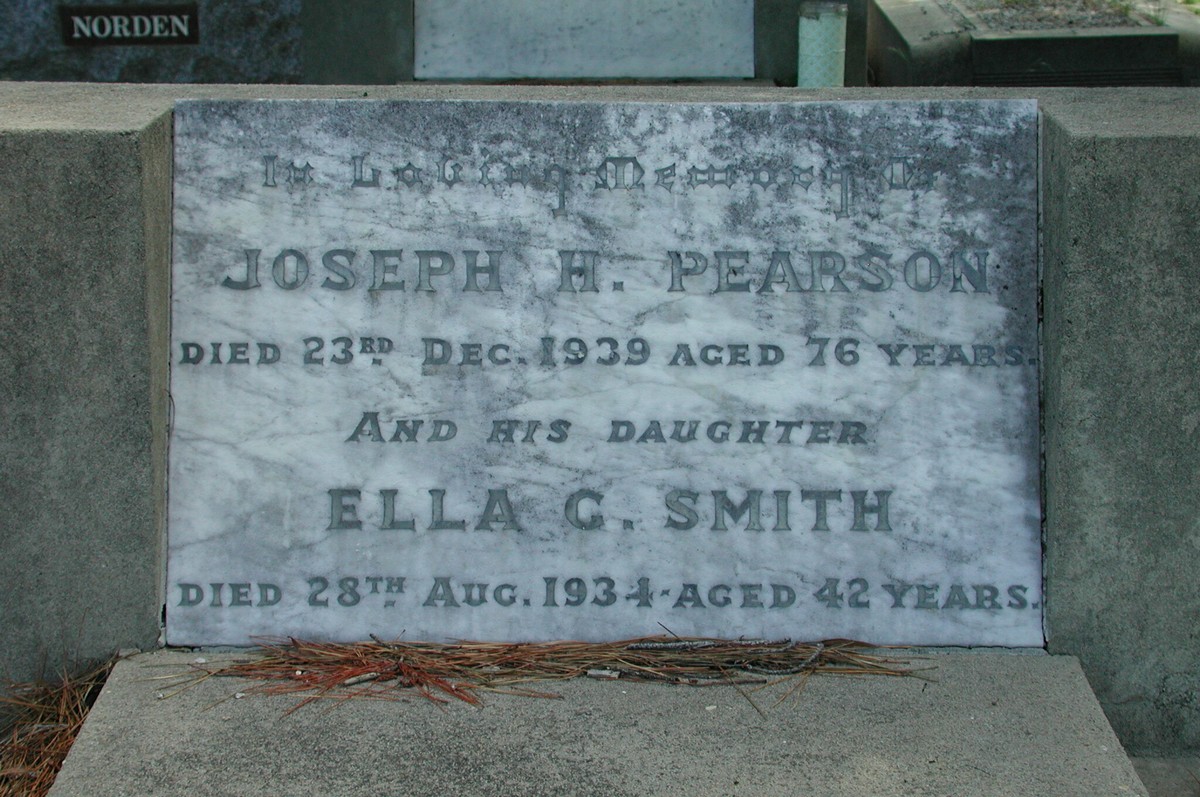 NORDEN
In Loving Memory Of
JOSEPH H. PEARSON
DIED 23RD DEC. 1939 AGED 76 YEARS.
AND HIS DAUGHTER
ELLA G. SMITH
DIED 28TH AUG. 1934 - AGED 42 YEARS.